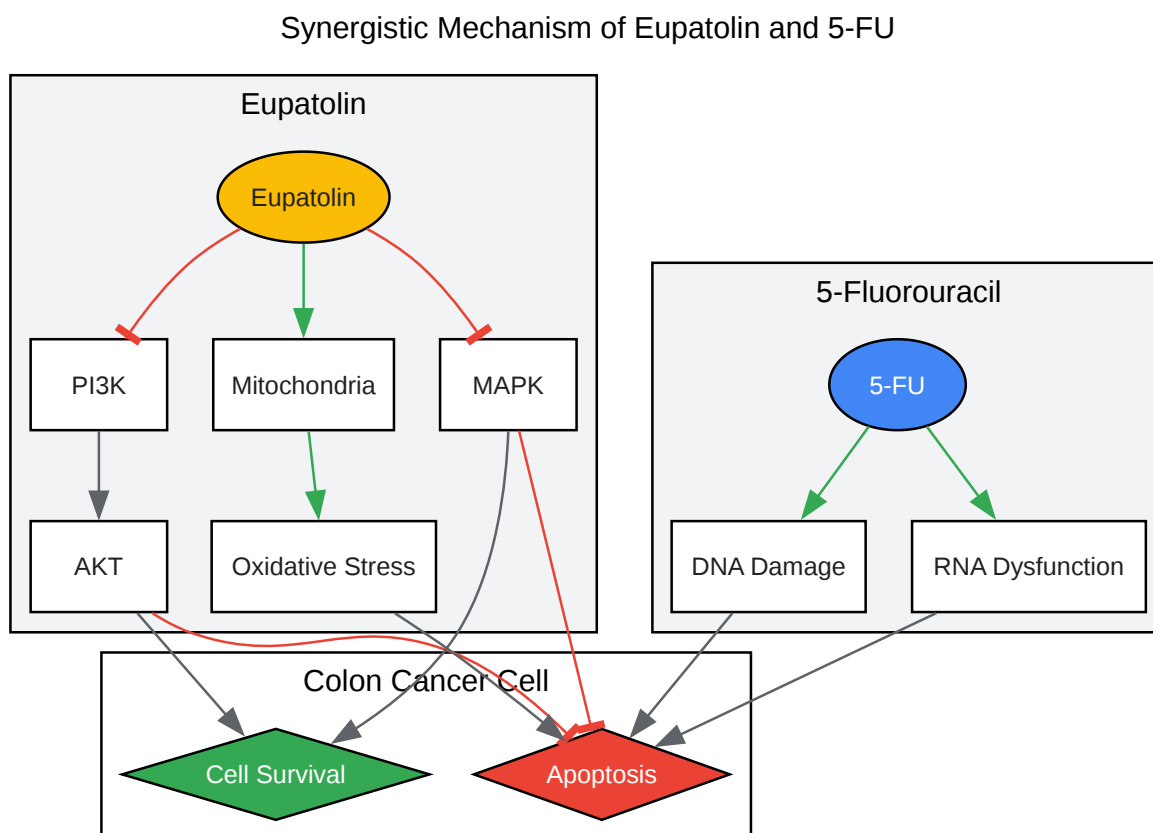 Synergistic Mechanism of Eupatolin and 5-FU
Eupatolin
Eupatolin
5-Fluorouracil
PI3K
Mitochondria
MAPK
5-FU
AKT
Oxidative Stress
DNA Damage
RNA Dysfunction
Colon Cancer Cell
Cell Survival
Apoptosis